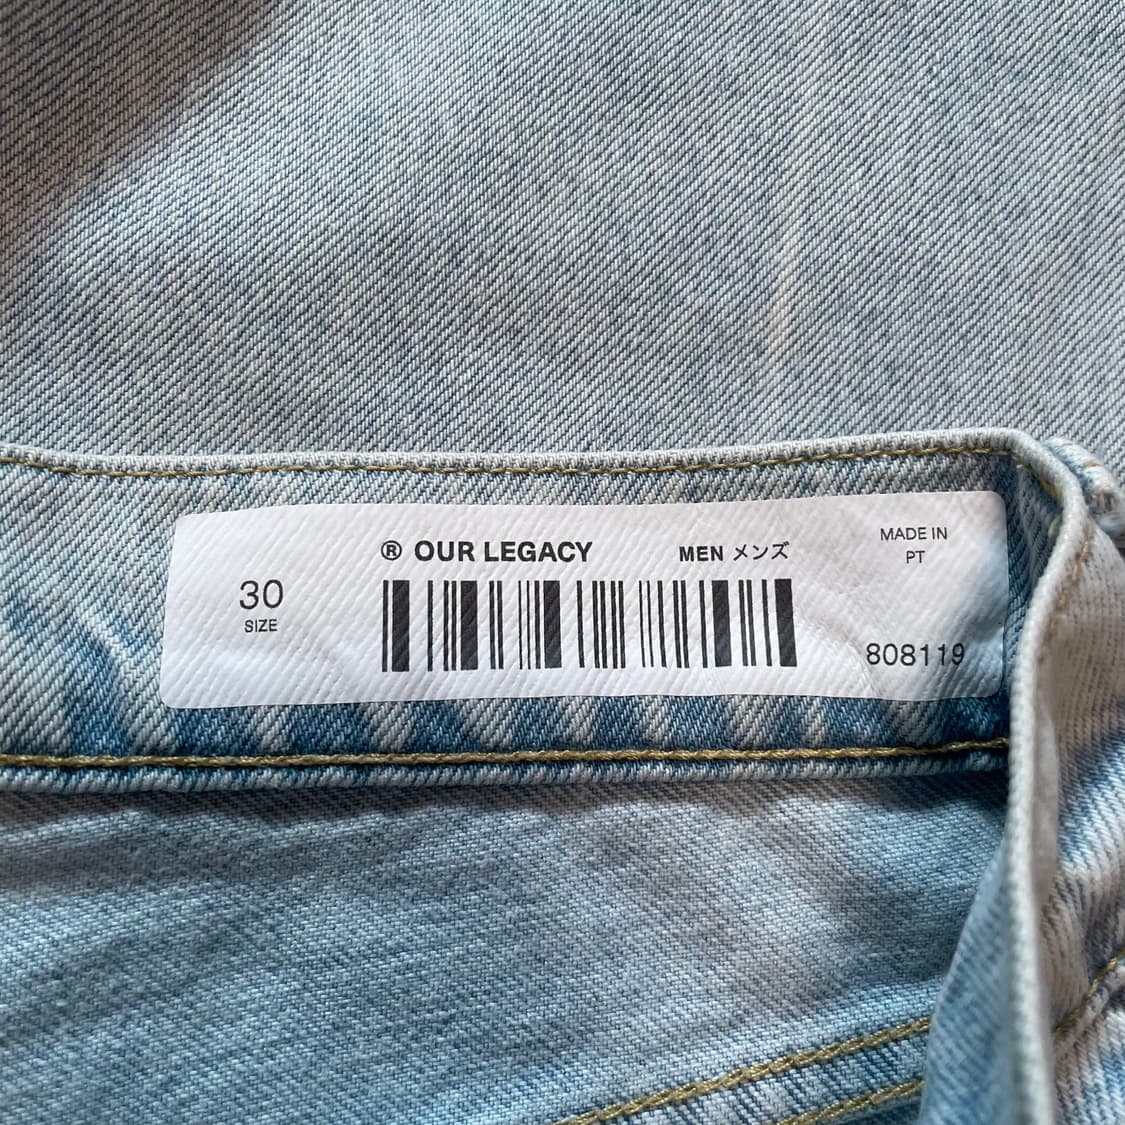 ® OUR LEGACY MEN メンズ
30
SIZE
MADE IN
PT
808119